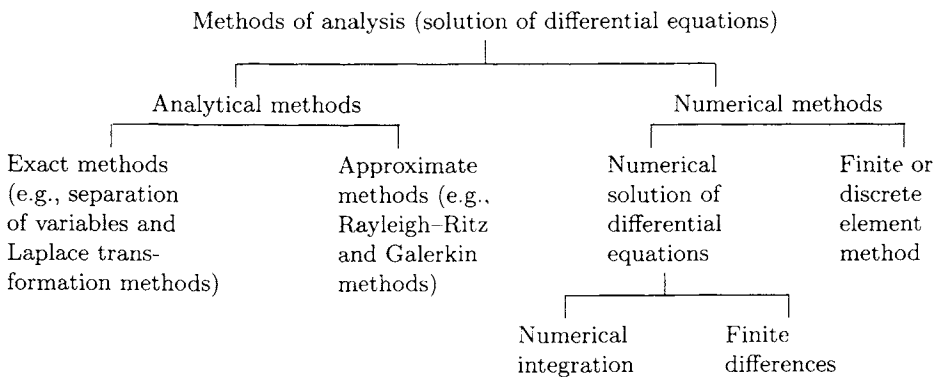 Methods of analysis (solution of differential equations)
Analytical methods
Numerical methods
Exact methods
(e.g., separation
of variables and
Laplace trans-
formation methods)
Approximate
methods (e.g.,
Rayleigh–Ritz
and Galerkin
methods)
Numerical
solution of
differential
equations
Finite or
discrete
element
method
Numerical
integration
Finite
differences